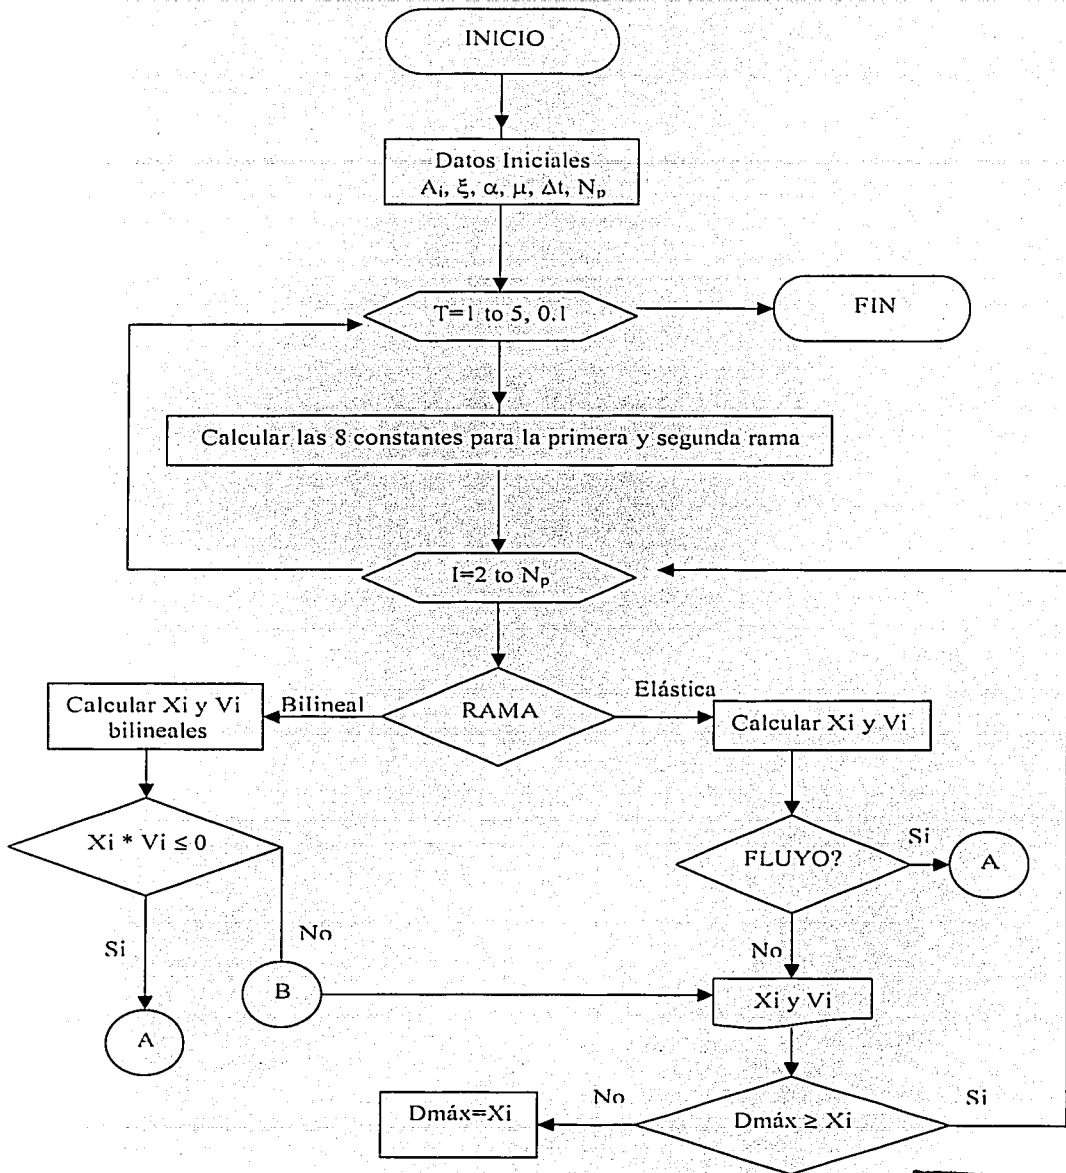 INICIO
Datos Iniciales
Ai, ξ, α, μ, Δt, Np
T=1 to 5, 0.1
FIN
Calcular las 8 constantes para la primera y segunda rama
I=2 to Np
RAMA
Bilineal
Elástica
Calcular Xi y Vi
bilineales
Calcular Xi y Vi
Xi * Vi ≤ 0
FLUYO?
Si
A
Si
No
No
B
Xi y Vi
A
Dmáx=Xi
No
Dmáx ≥ Xi
Si